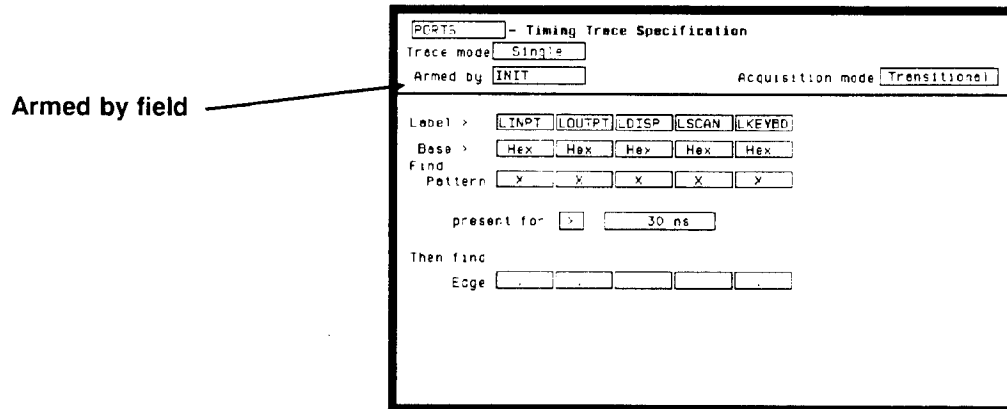 PORTS - Timing Trace Specification
Trace mode Single
Armed by INIT Acquisition mode Transitional
Armed by field
Label > LINPT LOUTPT LDISP LSCAN LKEYBD
Base > Hex Hex Hex Hex Hex
Find
Pattern X X X X X
present for > 30 ns
Then find
Edge . . .